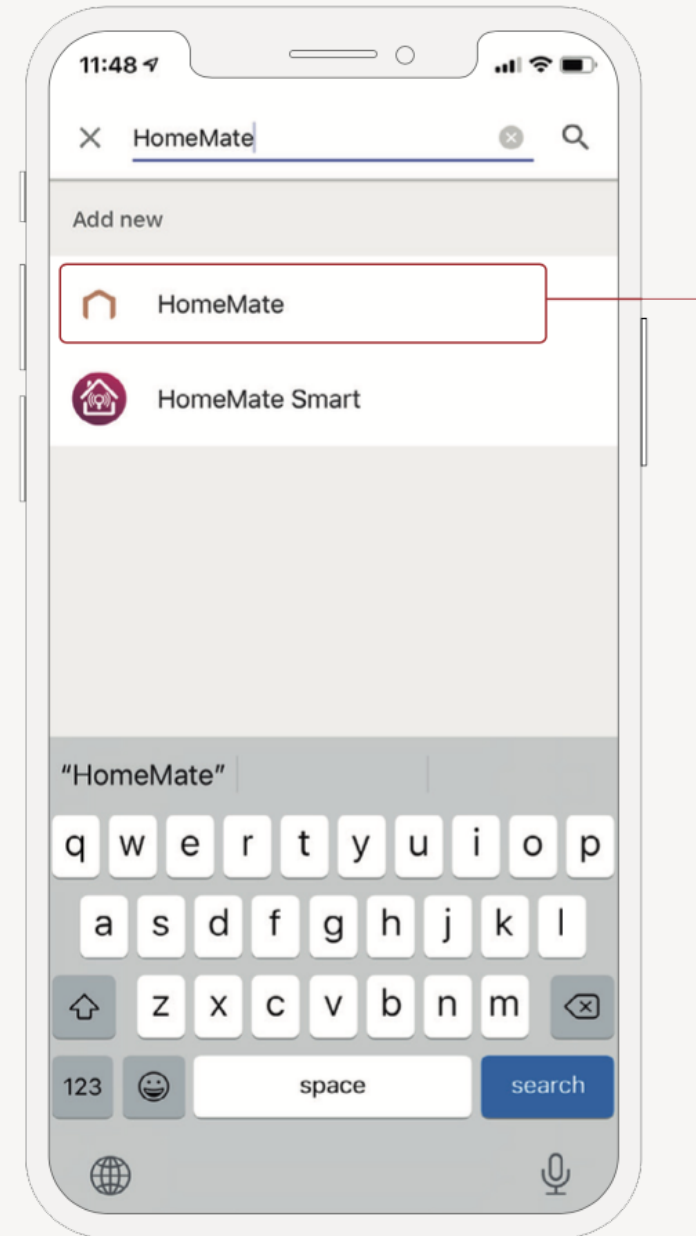 11:48
HomeMate
Add new
HomeMate
HomeMate Smart
“HomeMate”
q w e r t y u i o p
a s d f g h j k l
z x c v b n m
123 space search